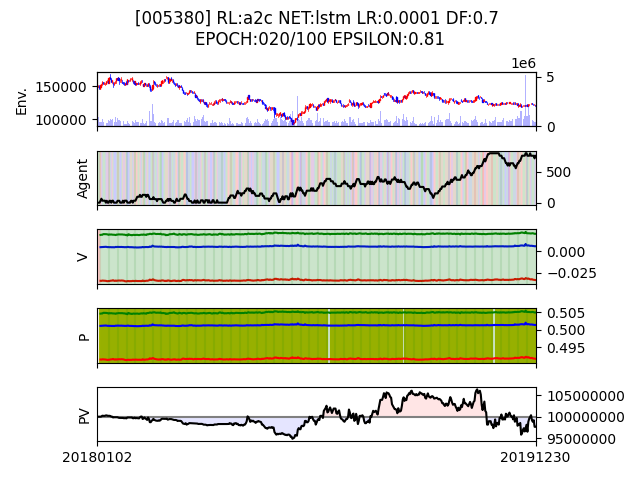 [005380] RL:a2c NET:lstm LR:0.0001 DF:0.7
EPOCH:020/100 EPSILON:0.81
1e6
Env.
150000
100000
5
0
Agent
500
0
V
0.000
−0.025
P
0.505
0.500
0.495
PV
105000000
100000000
95000000
20180102
20191230